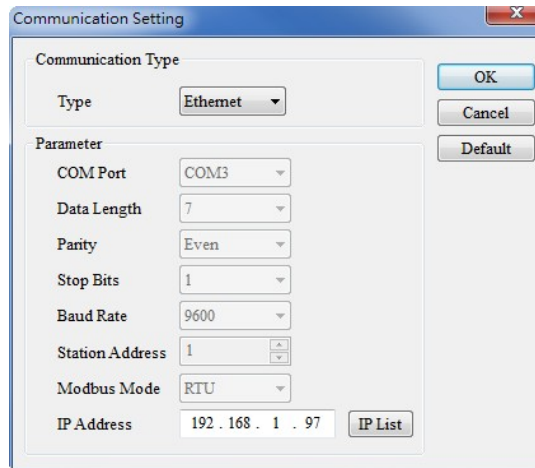 Communication Setting
Communication Type
Type Ethernet
OK
Cancel
Default
Parameter
COM Port COM3
Data Length 7
Parity Even
Stop Bits 1
Baud Rate 9600
Station Address 1
Modbus Mode RTU
IP Address 192 . 168 . 1 . 97 IP List